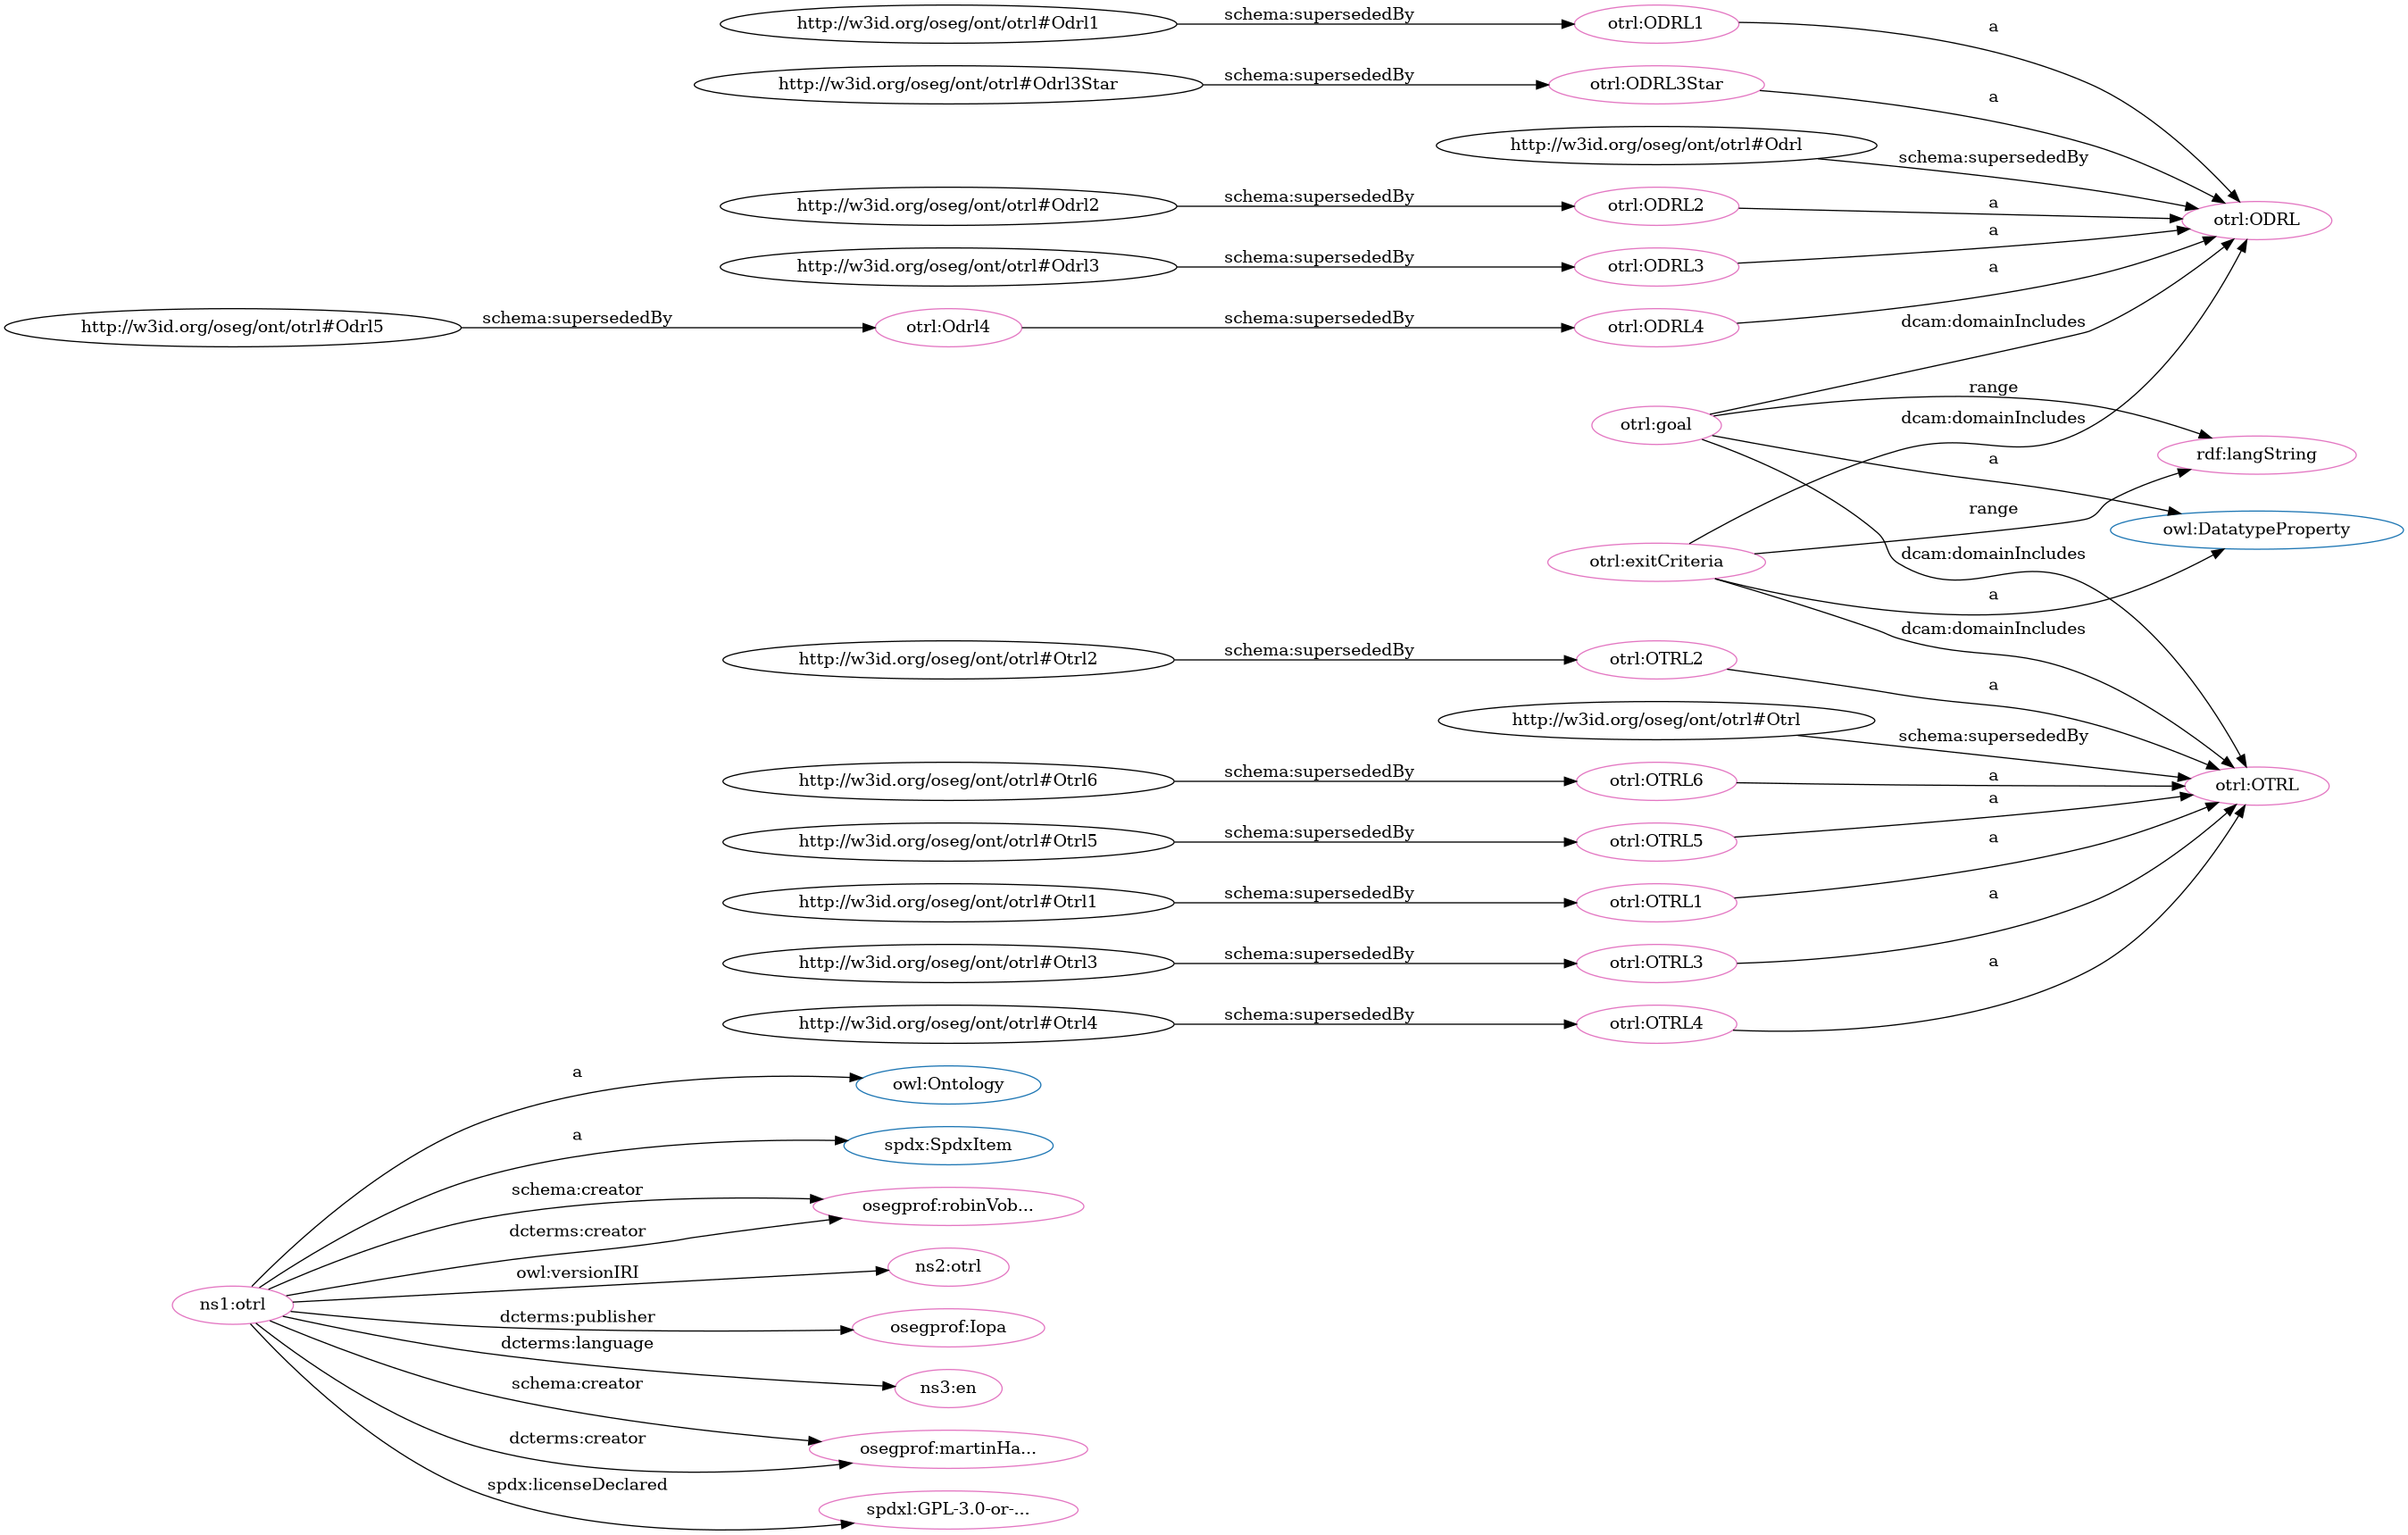 http://w3id.org/oseg/ont/otrl#Odrl1
schema:supersededBy
otrl:ODRL1
a
http://w3id.org/oseg/ont/otrl#Odrl3Star
schema:supersededBy
otrl:ODRL3Star
a
http://w3id.org/oseg/ont/otrl#Odrl
schema:supersededBy
http://w3id.org/oseg/ont/otrl#Odrl2
schema:supersededBy
otrl:ODRL2
a
otrl:ODRL
http://w3id.org/oseg/ont/otrl#Odrl3
schema:supersededBy
otrl:ODRL3
a
http://w3id.org/oseg/ont/otrl#Odrl5
schema:supersededBy
otrl:Odrl4
schema:supersededBy
otrl:ODRL4
a
dcam:domainIncludes
otrl:goal
range
dcam:domainIncludes
rdf:langString
a
range
owl:DatatypeProperty
otrl:exitCriteria
dcam:domainIncludes
a
dcam:domainIncludes
http://w3id.org/oseg/ont/otrl#Otrl2
schema:supersededBy
otrl:OTRL2
a
http://w3id.org/oseg/ont/otrl#Otrl
schema:supersededBy
http://w3id.org/oseg/ont/otrl#Otrl6
schema:supersededBy
otrl:OTRL6
a
otrl:OTRL
http://w3id.org/oseg/ont/otrl#Otrl5
schema:supersededBy
otrl:OTRL5
a
http://w3id.org/oseg/ont/otrl#Otrl1
schema:supersededBy
otrl:OTRL1
a
http://w3id.org/oseg/ont/otrl#Otrl3
schema:supersededBy
otrl:OTRL3
a
http://w3id.org/oseg/ont/otrl#Otrl4
schema:supersededBy
otrl:OTRL4
a
ns1:otrl
a
owl:Ontology
a
spdx:SpdxItem
schema:creator
osegprof:robinVob...
dcterms:creator
owl:versionIRI
ns2:otrl
dcterms:publisher
osegprof:Iopa
dcterms:language
ns3:en
schema:creator
osegprof:martinHa...
dcterms:creator
spdx:licenseDeclared
spdxl:GPL-3.0-or-...